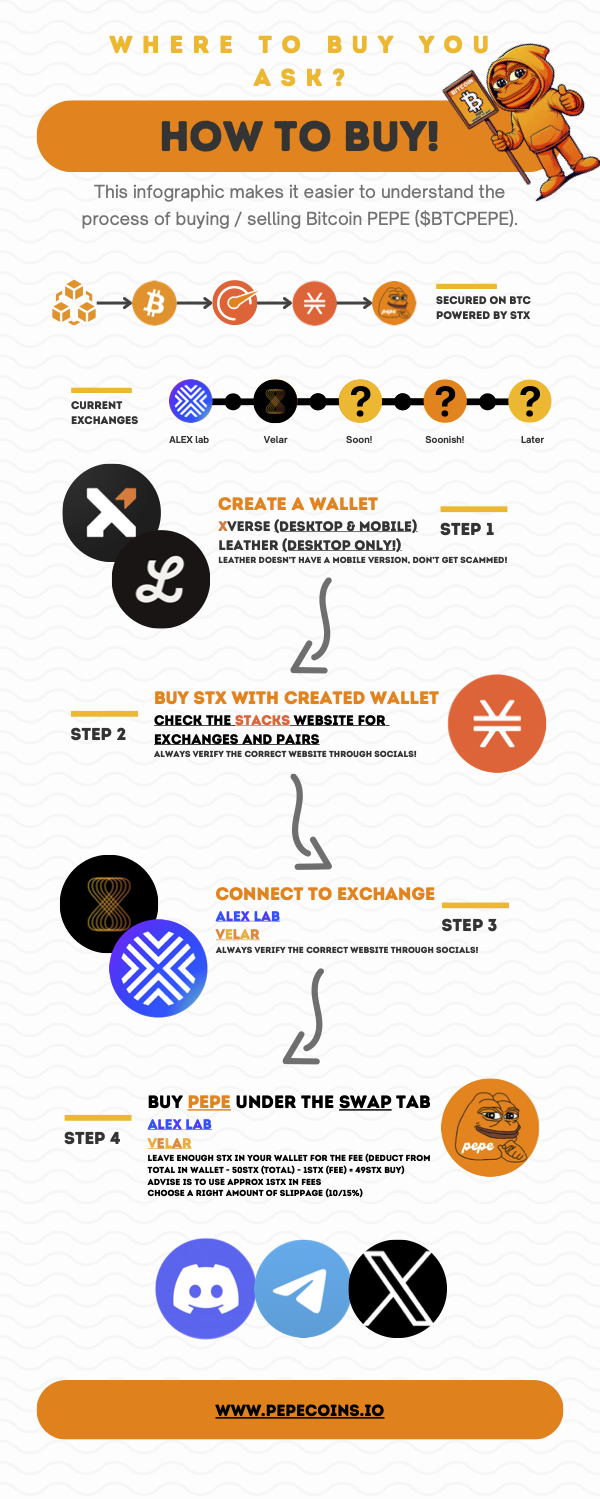 WHERE TO BUY YOU
ASK?
BITCOIN
HOW TO BUY!
This infographic makes it easier to understand the
process of buying / selling Bitcoin PEPE ($BTCPEPE).
pepe
SECURED ON BTC
POWERED BY STX
CURRENT
EXCHANGES
ALEX lab
Velar
Soon!
Soonish!
Later
CREATE A WALLET
XVERSE (DESKTOP & MOBILE)
LEATHER (DESKTOP ONLY!)
LEATHER DOESN'T HAVE A MOBILE VERSION, DON'T GET SCAMMED!
STEP 1
BUY STX WITH CREATED WALLET
CHECK THE STACKS WEBSITE FOR
EXCHANGES AND PAIRS
ALWAYS VERIFY THE CORRECT WEBSITE THROUGH SOCIALS!
STEP 2
CONNECT TO EXCHANGE
ALEX LAB
VELAR
ALWAYS VERIFY THE CORRECT WEBSITE THROUGH SOCIALS!
STEP 3
BUY PEPE UNDER THE SWAP TAB
ALEX LAB
VELAR
LEAVE ENOUGH STX IN YOUR WALLET FOR THE FEE (DEDUCT FROM
TOTAL IN WALLET - 50STX (TOTAL) - 1STX (FEE) = 49STX BUY)
ADVISE IS TO USE APPROX 1STX IN FEES
CHOOSE A RIGHT AMOUNT OF SLIPPAGE (10/15%)
STEP 4
pepe
WWW.PEPECOINS.IO